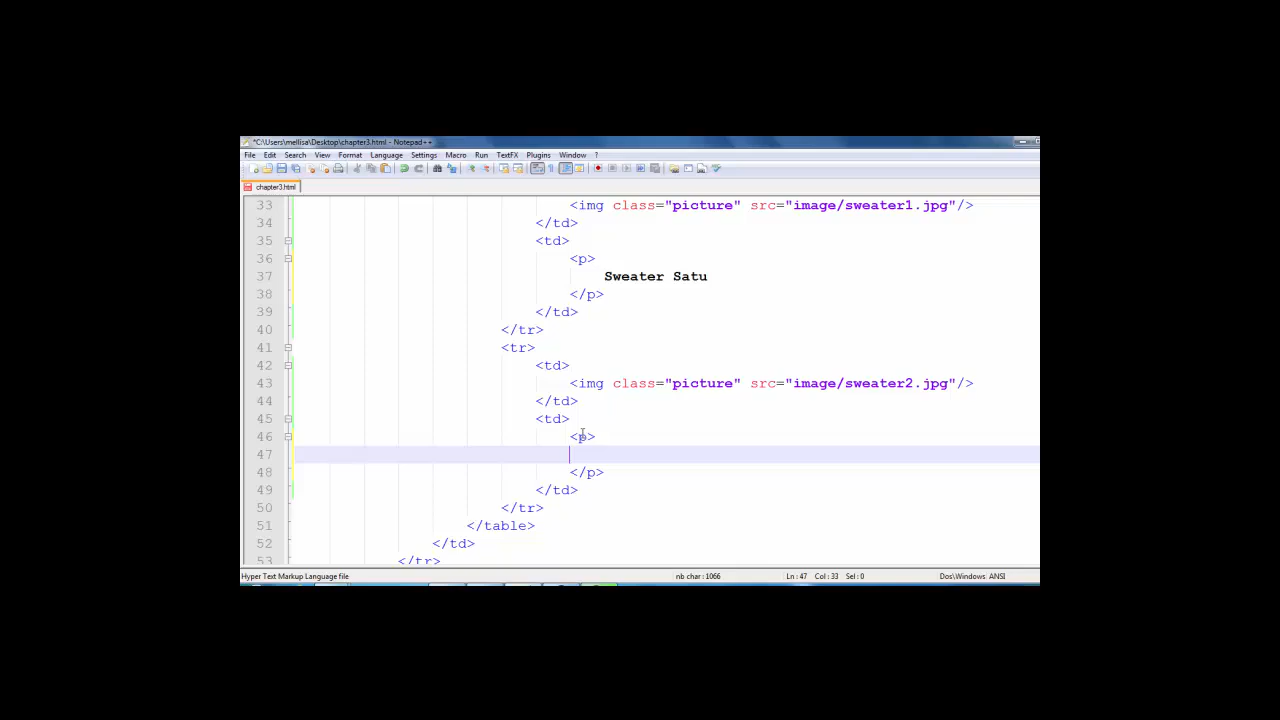 *C:\Users\mellisa\Desktop\chapter3.html - Notepad++
File Edit Search View Format Language Settings Macro Run TextFX Plugins Window ?
chapter3.html
33 <img class="picture" src="image/sweater1.jpg"/>
34 </td>
35 <td>
36 <p>
37 Sweater Satu
38 </p>
39 </td>
40 </tr>
41 <tr>
42 <td>
43 <img class="picture" src="image/sweater2.jpg"/>
44 </td>
45 <td>
46 <p>
47
48 </p>
49 </td>
50 </tr>
51 </table>
52 </td>
53 </tr>
Hyper Text Markup Language file nb char : 1066 Ln : 47 Col : 33 Sel : 0 Dos\Windows ANSI